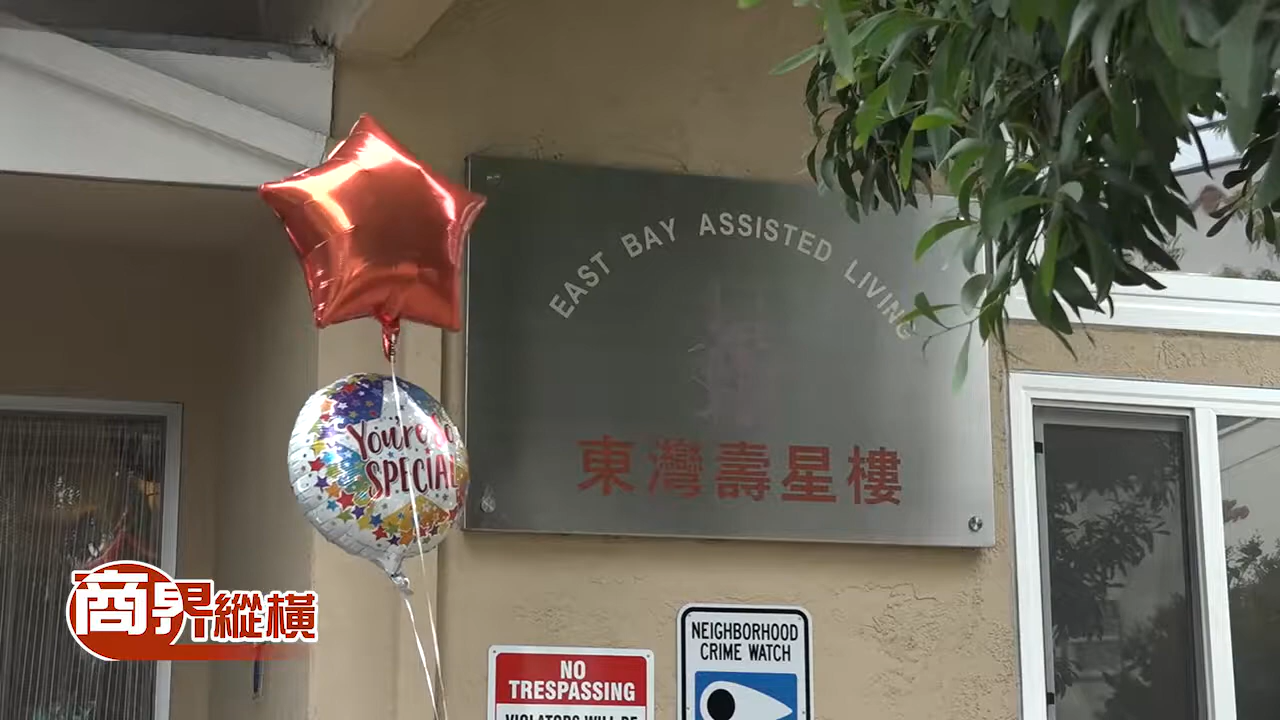 EAST BAY ASSISTED LIVING
東灣壽星樓
You're So
SPECIAL
商界縱橫
NO
TRESPASSING
NEIGHBORHOOD
CRIME WATCH